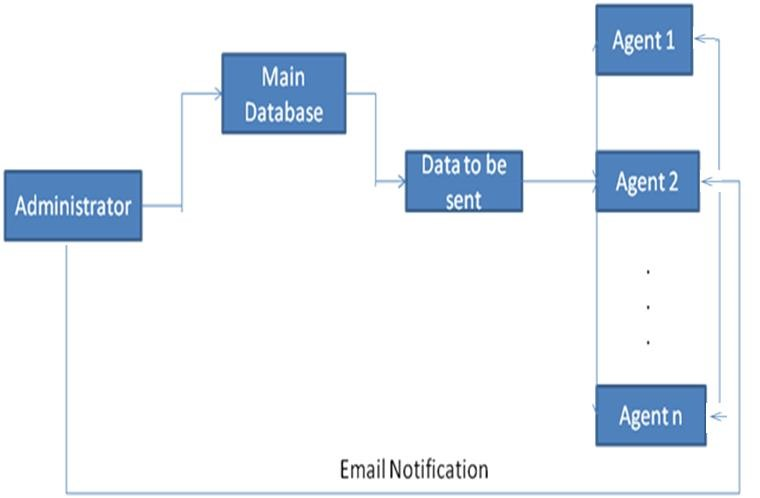 Agent 1
Main
Database
Data to be
sent
Agent 2
Administrator
.
.
.
Agent n
Email Notification